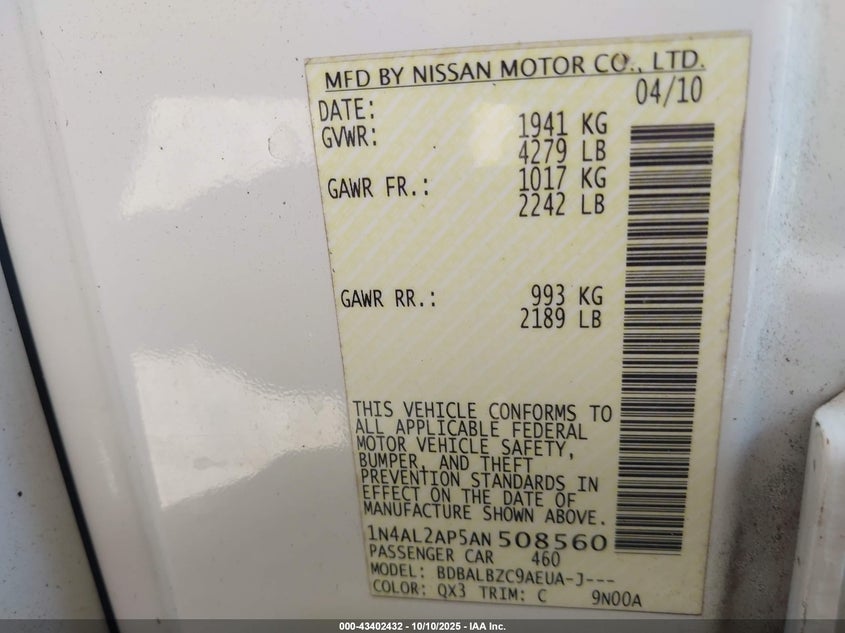 MFD BY NISSAN MOTOR CO., LTD.
DATE: 04/10
GVWR: 1941 KG
4279 LB
GAWR FR.: 1017 KG
2242 LB
GAWR RR.: 993 KG
2189 LB
THIS VEHICLE CONFORMS TO
ALL APPLICABLE FEDERAL
MOTOR VEHICLE SAFETY,
BUMPER, AND THEFT
PREVENTION STANDARDS IN
EFFECT ON THE DATE OF
MANUFACTURE SHOWN ABOVE.
1N4AL2AP5AN508560
PASSENGER CAR 460
MODEL: BDBALBZC9AEUA-J---
COLOR: QX3 TRIM: C 9N00A
000-43402432 - 10/10/2025 - IAA Inc.